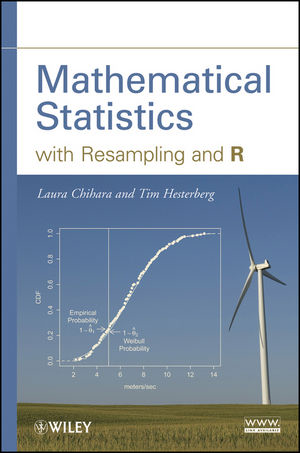 Mathematical
Statistics
with Resampling and R
Laura Chihara and Tim Hesterberg
1.0
0.8
0.6
0.4
0.2
0.0
CDF
Empirical
Probability
1 − θ̂₁
1 − θ̂₂
Weibull
Probability
2 4 6 8 10 12 14
meters/sec
WILEY
WWW.